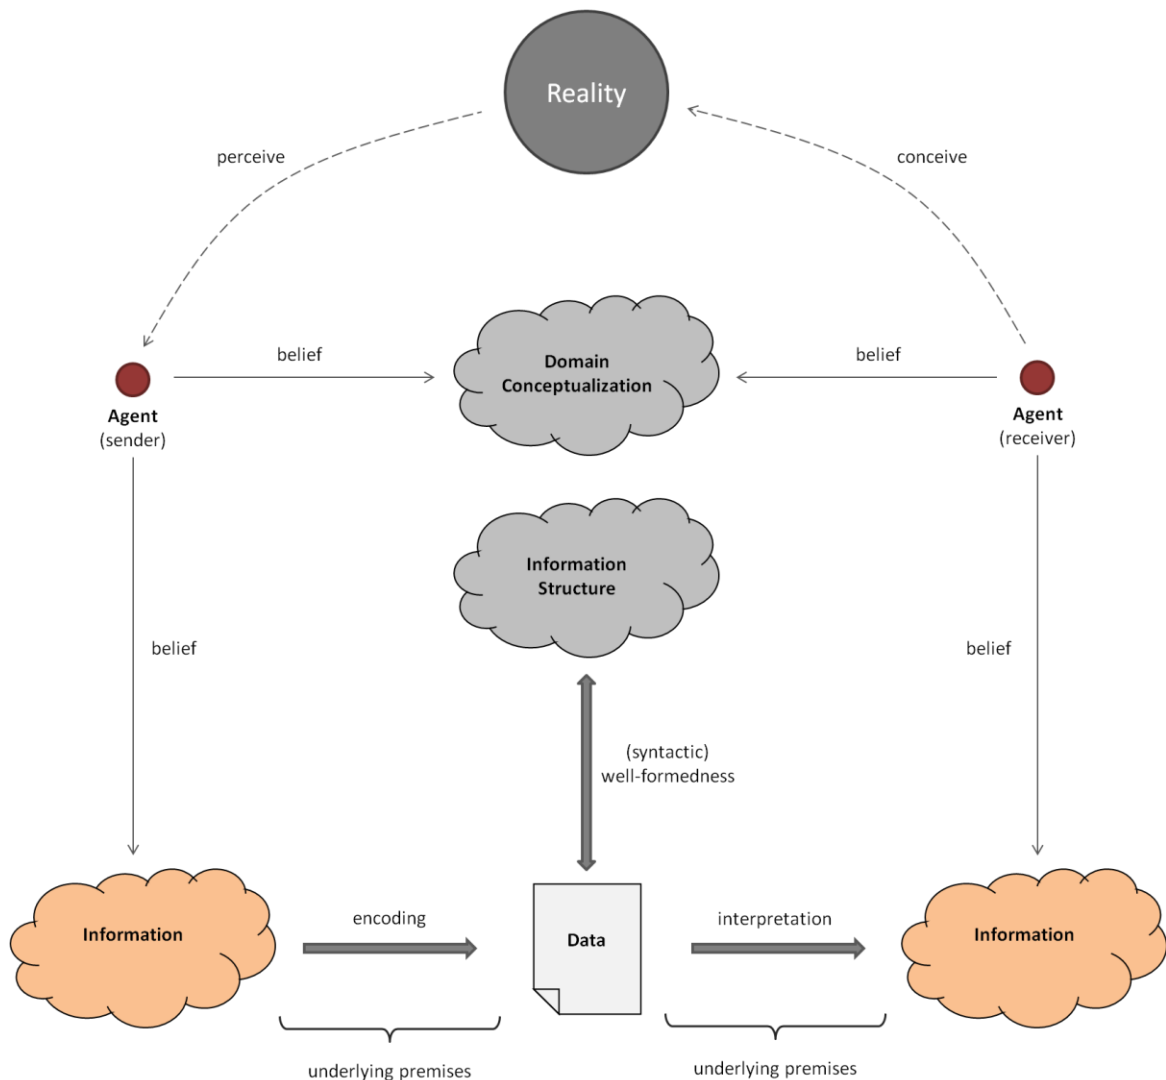 Reality
perceive
conceive
belief
Domain
Conceptualization
belief
Agent
(sender)
Agent
(receiver)
Information
Structure
belief
belief
(syntactic)
well-formedness
Information
encoding
Data
interpretation
Information
underlying premises
underlying premises